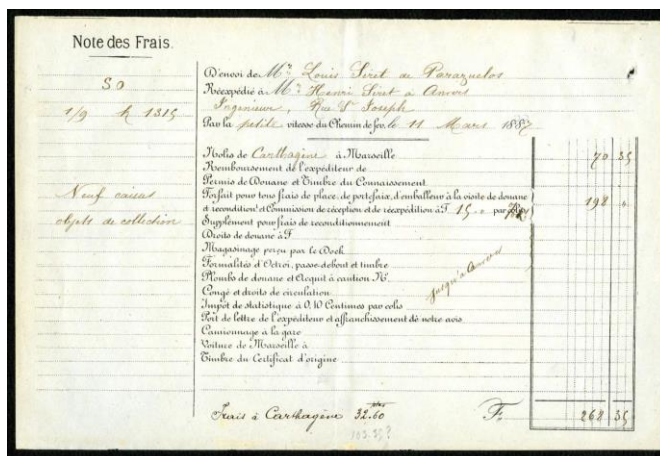 Note des Frais.
SO
1/9 k 1315
Neuf caisses
objets de collection
D'envoi de Mr Louis Siret de Parazuelos
Réexpédié à Mr Henri Siret à Anvers
Ingénieur, Rue St Joseph
Par la petite vitesse du Chemin de fer, le 11 Mars 1887
Nolis de Carthagène à Marseille 70 35
Remboursement de l'expéditeur de
Permis de Douane et Timbre du Connaissement
Forfait pour tous frais de place, de portefaix, d'emballeur à la visite de douane
et recondition! et Commission de réception et de réexpédition à F. 15 " par 192 "
Supplément pour frais de reconditionnement
Droits de douane à F
Magasinage perçu par le Dock
Formalités d'Octroi, passe-debout et timbre
Plombs de douane et Acquit à caution No
Congé et droits de circulation
Impôt de statistique à 0,10 Centimes par colis
Port de lettre de l'expéditeur et affranchissement de notre avis
Camionnage à la gare
Voiture de Marseille à
Timbre du Certificat d'origine
jusqu'à Anvers
Frais à Carthagène 32.60 F. 262 35